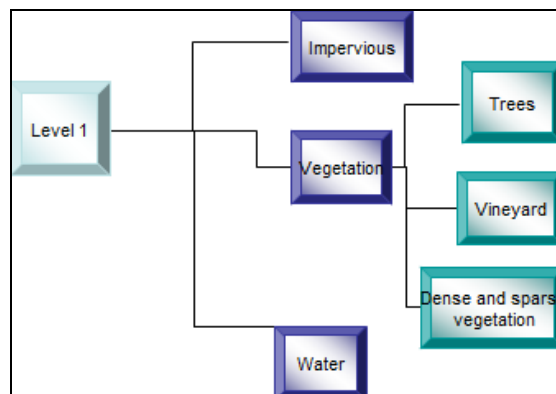 Level 1
Impervious
Vegetation
Water
Trees
Vineyard
Dense and spars
vegetation